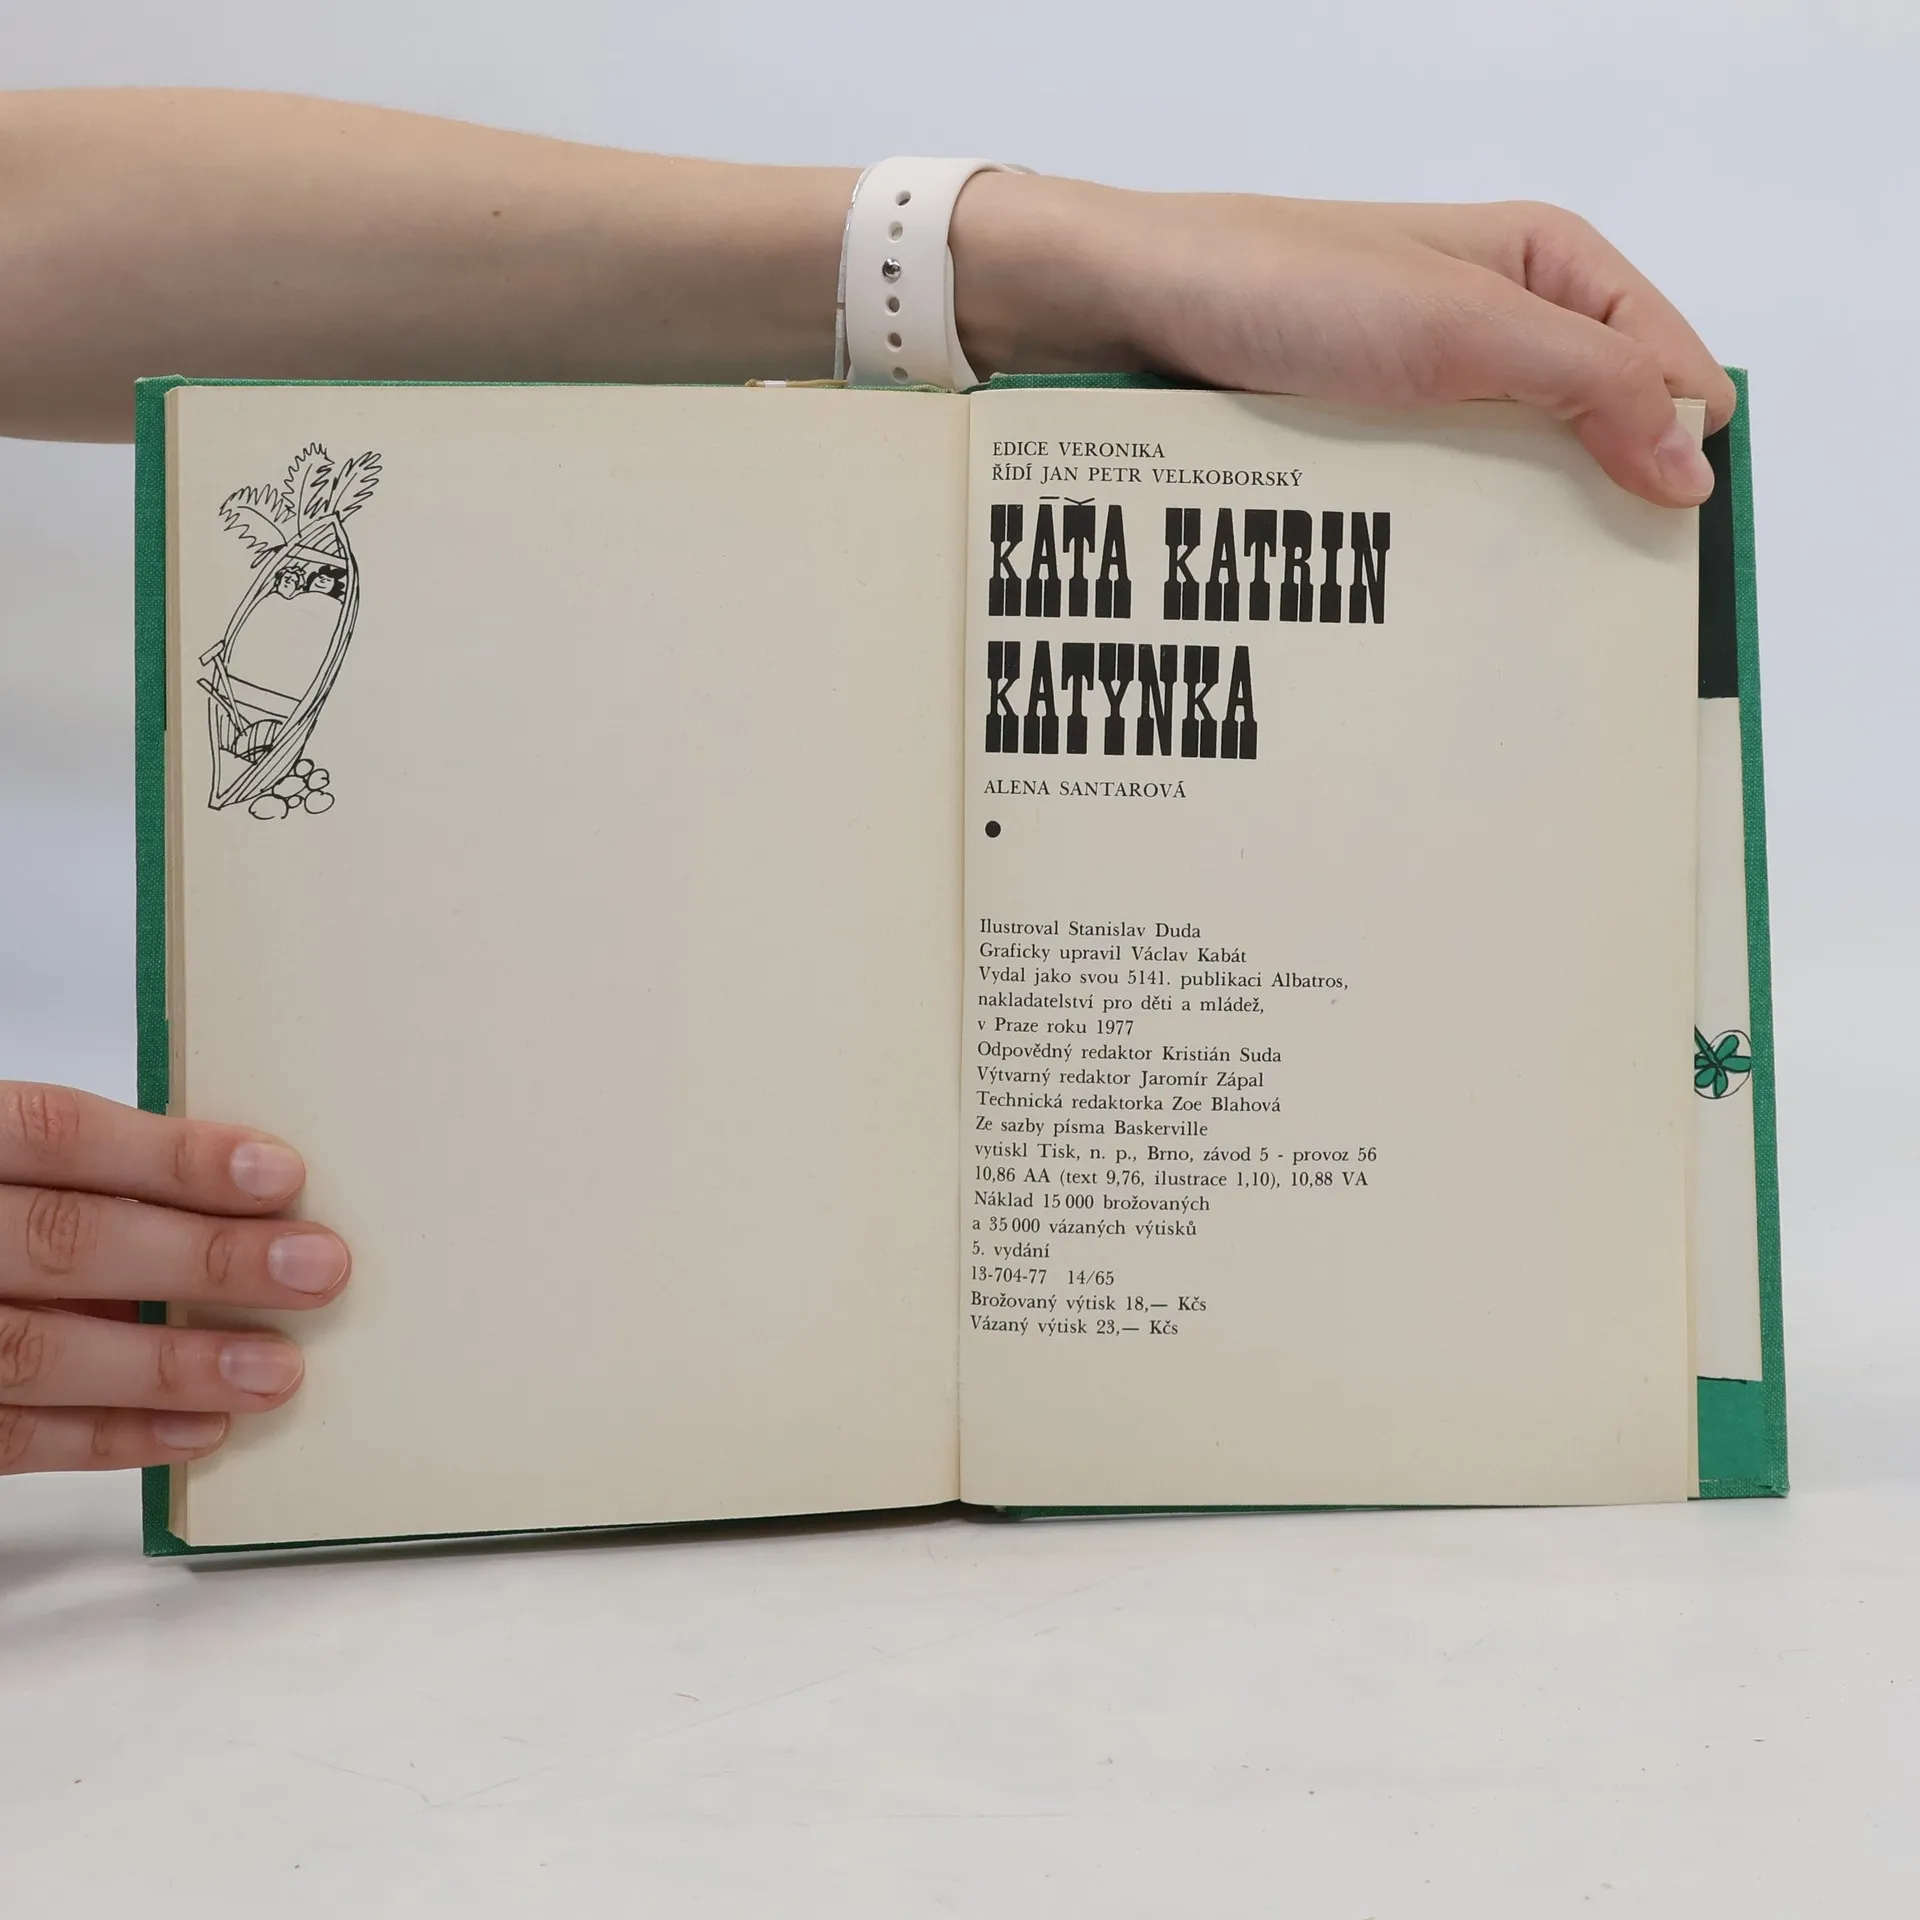 EDICE VERONIKA
ŘÍDÍ JAN PETR VELKOBORSKÝ
KÁŤA KATRIN
KATYNKA
ALENA SANTAROVÁ
Ilustroval Stanislav Duda
Graficky upravil Václav Kabát
Vydal jako svou 5141. publikaci Albatros,
nakladatelství pro děti a mládež,
v Praze roku 1977
Odpovědný redaktor Kristián Suda
Výtvarný redaktor Jaromír Zápal
Technická redaktorka Zoe Blahová
Ze sazby písma Baskerville
vytiskl Tisk, n. p., Brno, závod 5 - provoz 56
10,86 AA (text 9,76, ilustrace 1,10), 10,88 VA
Náklad 15 000 brožovaných
a 35 000 vázaných výtisků
5. vydání
13-704-77 14/65
Brožovaný výtisk 18,— Kčs
Vázaný výtisk 23,— Kčs